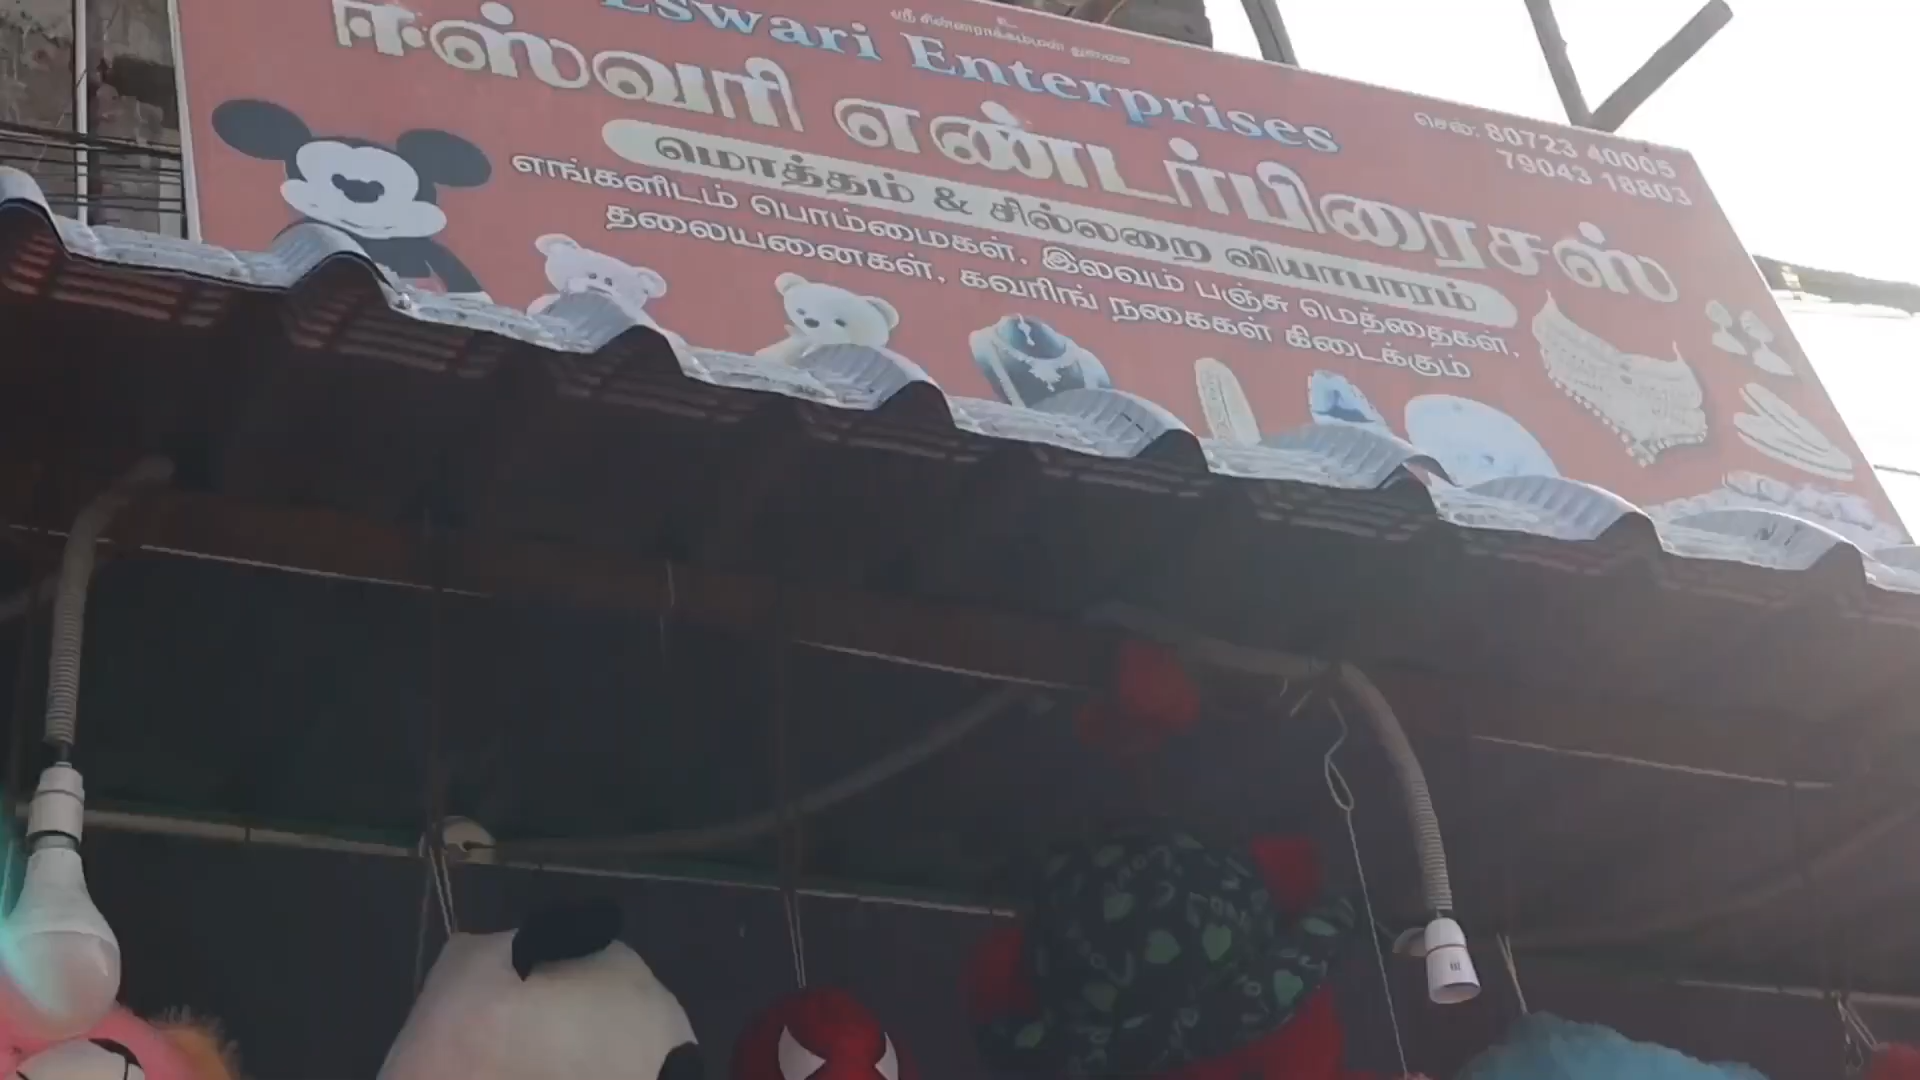 உ
ஸ்ரீ சின்னராக்கம்மன் துணை
Eswari Enterprises
செல்: 80723 40005
79043 18803
ஈஸ்வரி எண்டர்பிரைசஸ்
மொத்தம் & சில்லறை வியாபாரம்
எங்களிடம் பொம்மைகள், இலவம் பஞ்சு மெத்தைகள்,
தலையணைகள், கவரிங் நகைகள் கிடைக்கும்